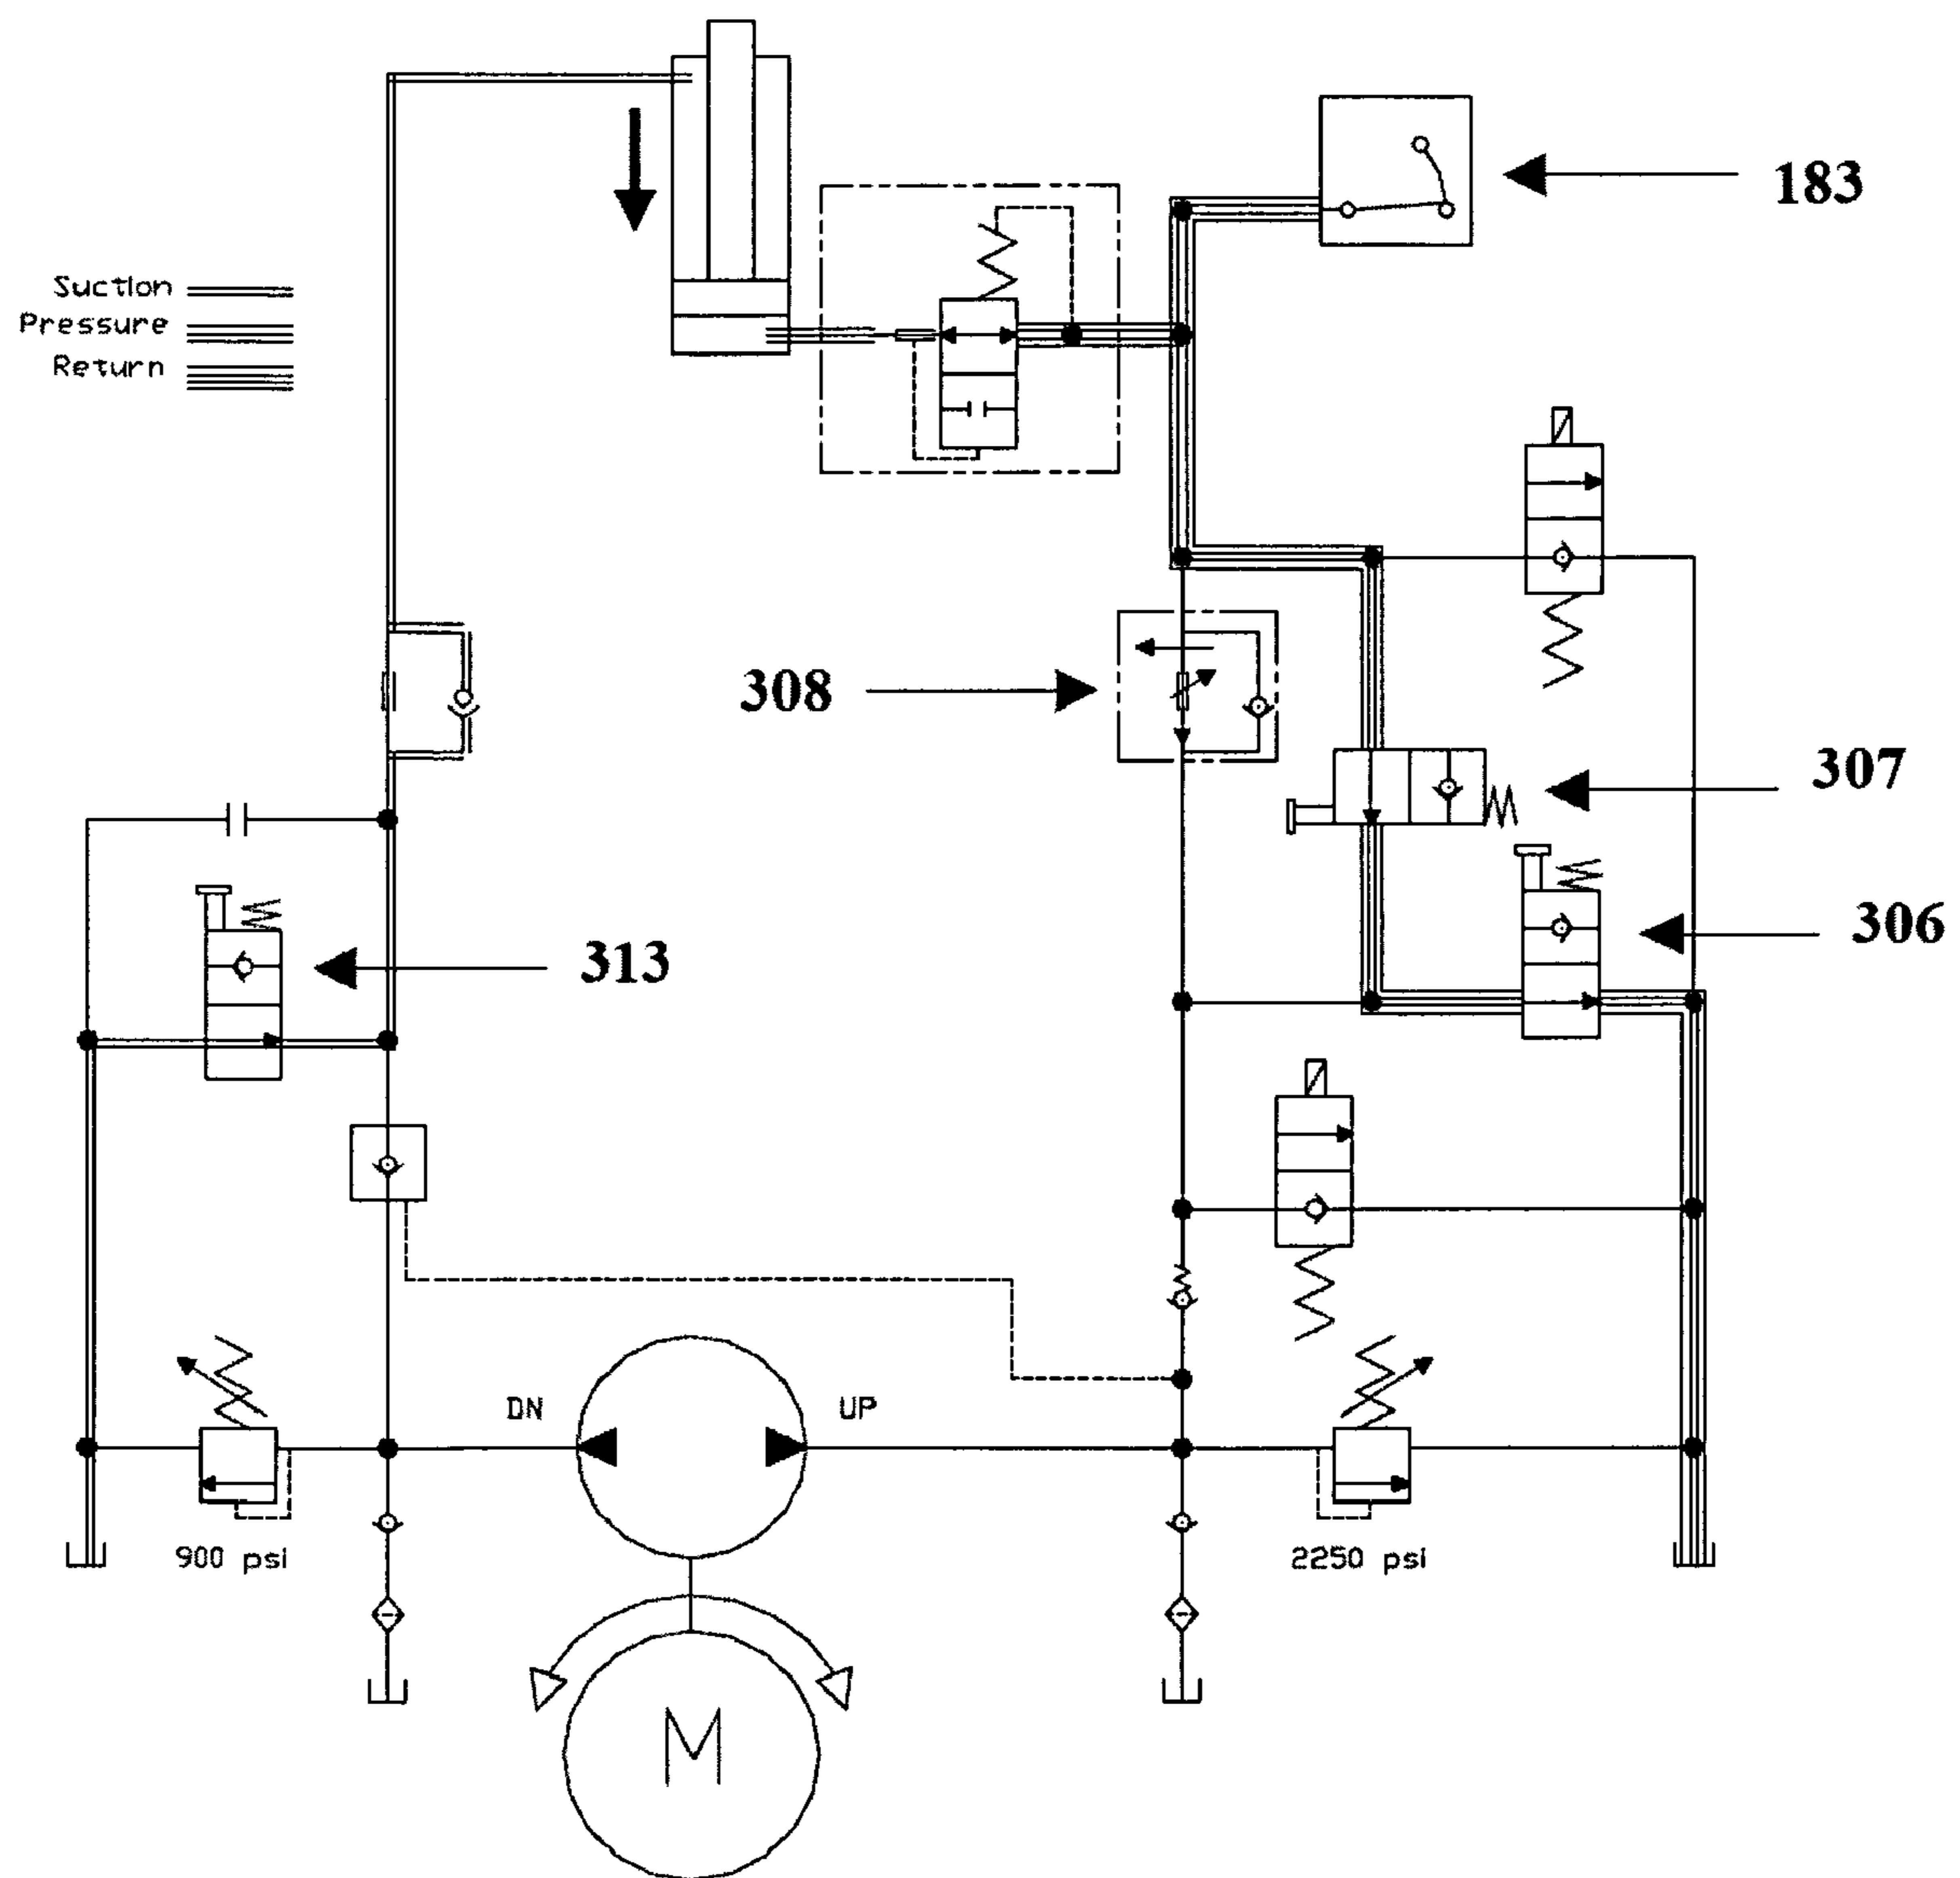 183
Suction
Pressure
Return
308
307
306
313
DN
UP
900 psi
2250 psi
M